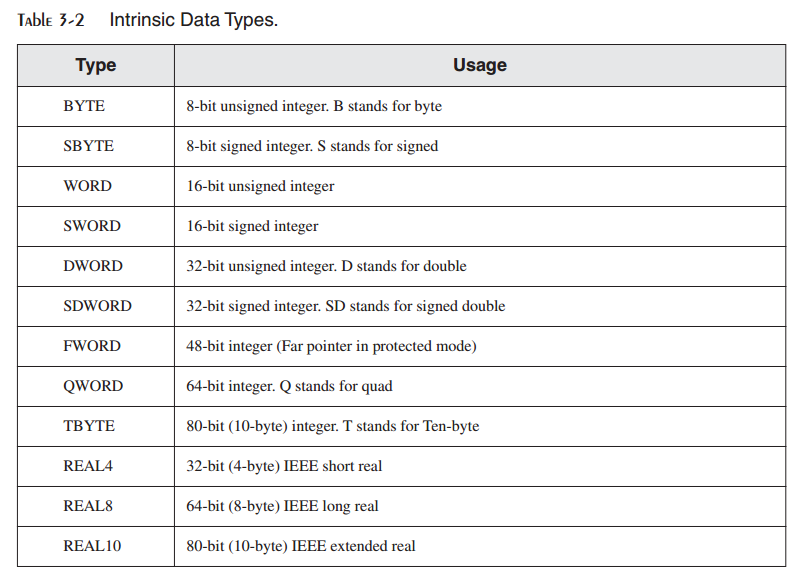 TABLE 3-2 Intrinsic Data Types.
Type Usage
BYTE 8-bit unsigned integer. B stands for byte
SBYTE 8-bit signed integer. S stands for signed
WORD 16-bit unsigned integer
SWORD 16-bit signed integer
DWORD 32-bit unsigned integer. D stands for double
SDWORD 32-bit signed integer. SD stands for signed double
FWORD 48-bit integer (Far pointer in protected mode)
QWORD 64-bit integer. Q stands for quad
TBYTE 80-bit (10-byte) integer. T stands for Ten-byte
REAL4 32-bit (4-byte) IEEE short real
REAL8 64-bit (8-byte) IEEE long real
REAL10 80-bit (10-byte) IEEE extended real